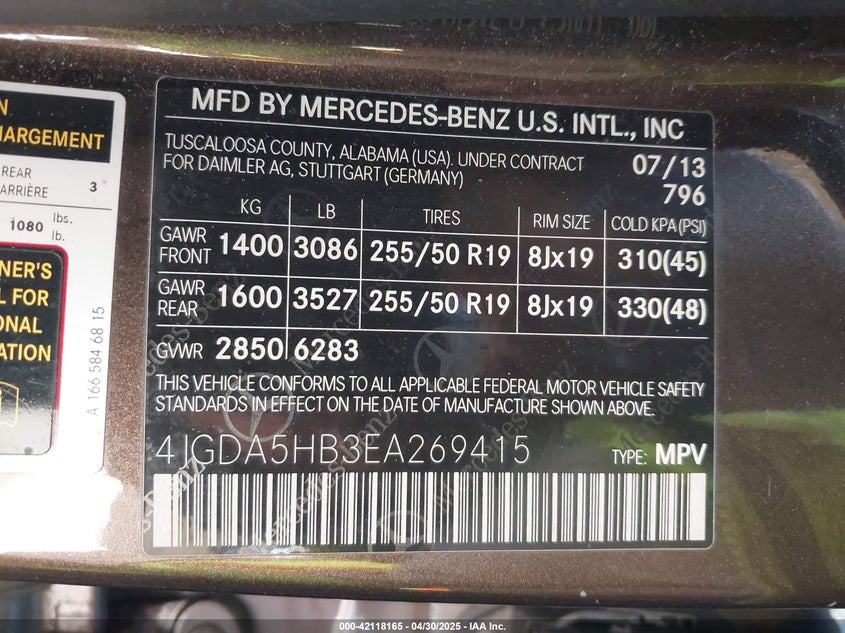 N
HARGEMENT
REAR
ARRIÈRE 3
1080 lbs.
lb.
NER'S
L FOR
ONAL
ATION
A 166 584 68 15
MFD BY MERCEDES-BENZ U.S. INTL., INC
TUSCALOOSA COUNTY, ALABAMA (USA). UNDER CONTRACT
FOR DAIMLER AG, STUTTGART (GERMANY)
07/13
796
KG LB TIRES RIM SIZE COLD KPA(PSI)
GAWR FRONT 1400 3086 255/50 R19 8Jx19 310(45)
GAWR REAR 1600 3527 255/50 R19 8Jx19 330(48)
GVWR 2850 6283
THIS VEHICLE CONFORMS TO ALL APPLICABLE FEDERAL MOTOR VEHICLE SAFETY
STANDARDS IN EFFECT ON THE DATE OF MANUFACTURE SHOWN ABOVE.
4JGDA5HB3EA269415 TYPE: MPV
Mercedes-Benz
000-42118165 - 04/30/2025 - IAA Inc.